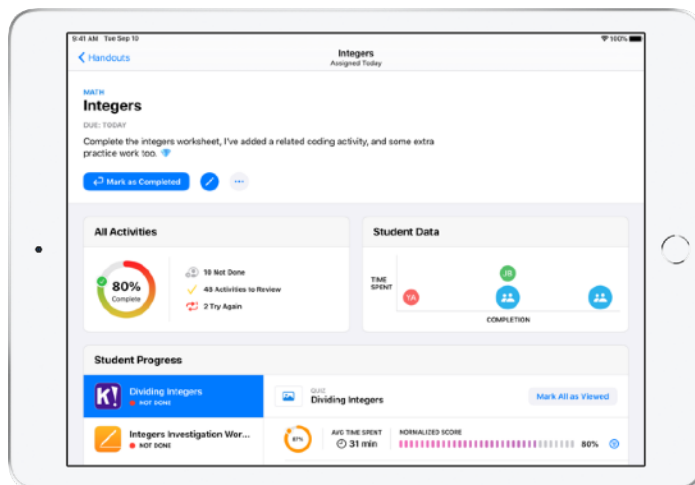 9:41 AM Tue Sep 10
100%
Handouts
Integers
Assigned Today
MATH
Integers
DUE: TODAY
Complete the integers worksheet, I've added a related coding activity, and some extra
practice work too.
Mark as Completed
All Activities
Student Data
80%
Complete
10 Not Done
43 Activities to Review
2 Try Again
TIME
SPENT
JB
YA
COMPLETION
Student Progress
K!
Dividing Integers
NOT DONE
QUIZ
Dividing Integers
Mark All as Viewed
Integers Investigation Wor...
NOT DONE
87%
AVG TIME SPENT
31 min
NORMALIZED SCORE
80%